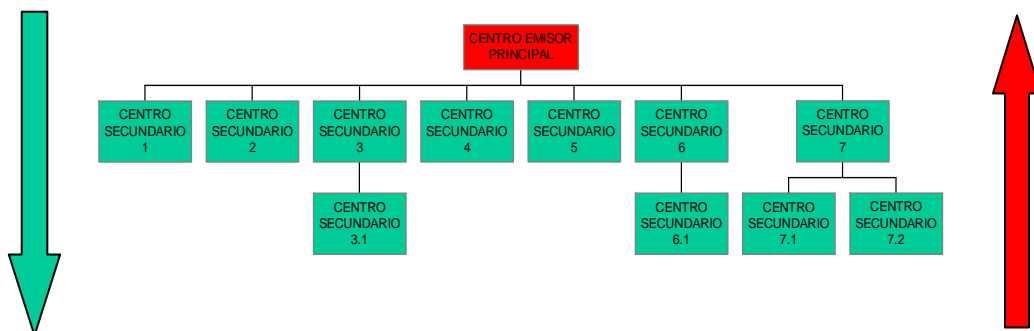 CENTRO EMISOR
PRINCIPAL
CENTRO
SECUNDARIO
1
CENTRO
SECUNDARIO
2
CENTRO
SECUNDARIO
3
CENTRO
SECUNDARIO
4
CENTRO
SECUNDARIO
5
CENTRO
SECUNDARIO
6
CENTRO
SECUNDARIO
7
CENTRO
SECUNDARIO
3.1
CENTRO
SECUNDARIO
6.1
CENTRO
SECUNDARIO
7.1
CENTRO
SECUNDARIO
7.2